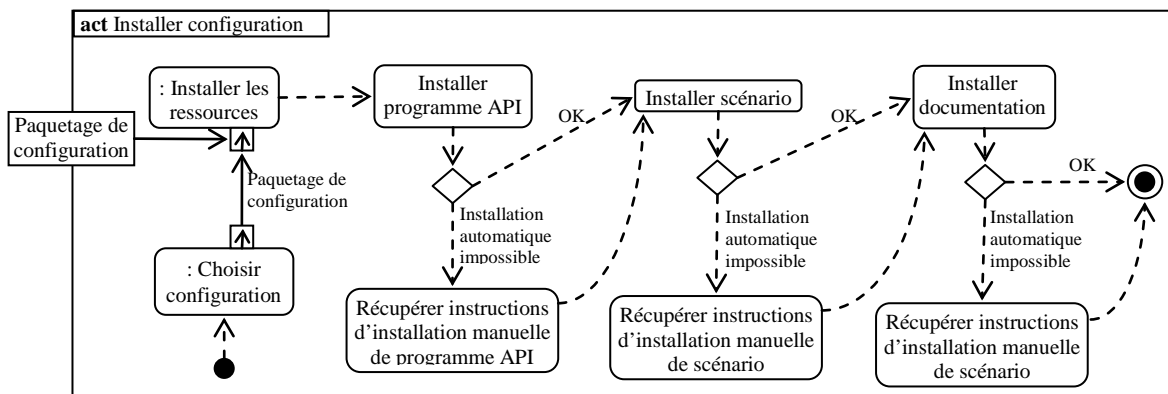 act Installer configuration
: Installer les
ressources
Installer
programme API
Installer scénario
Installer
documentation
OK
OK
OK
Paquetage de
configuration
Paquetage de
configuration
Installation
automatique
impossible
Installation
automatique
impossible
Installation
automatique
impossible
: Choisir
configuration
Récupérer instructions
d’installation manuelle
de programme API
Récupérer instructions
d’installation manuelle
de scénario
Récupérer instructions
d’installation manuelle
de scénario